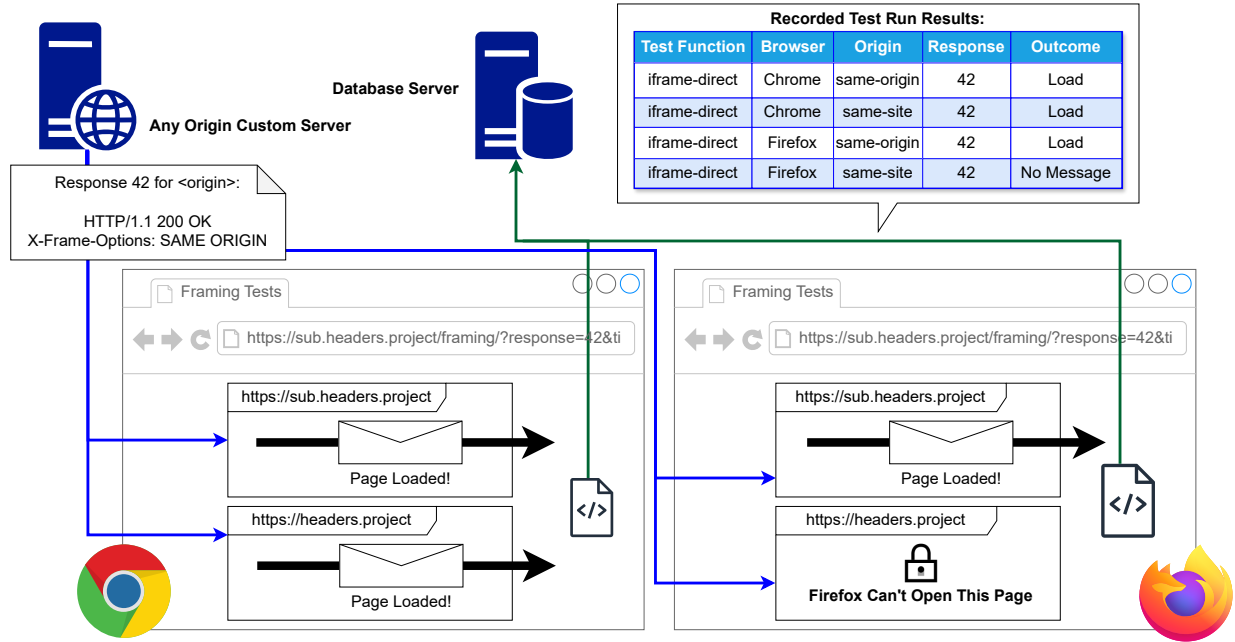 Recorded Test Run Results:
Test Function Browser Origin Response Outcome
iframe-direct Chrome same-origin 42 Load
iframe-direct Chrome same-site 42 Load
iframe-direct Firefox same-origin 42 Load
iframe-direct Firefox same-site 42 No Message
Database Server
Any Origin Custom Server
Response 42 for <origin>:
HTTP/1.1 200 OK
X-Frame-Options: SAME ORIGIN
Framing Tests
https://sub.headers.project/framing/?response=42&ti
https://sub.headers.project
Page Loaded!
</>
https://headers.project
Page Loaded!
Framing Tests
https://sub.headers.project/framing/?response=42&ti
https://sub.headers.project
Page Loaded!
</>
https://headers.project
Firefox Can't Open This Page